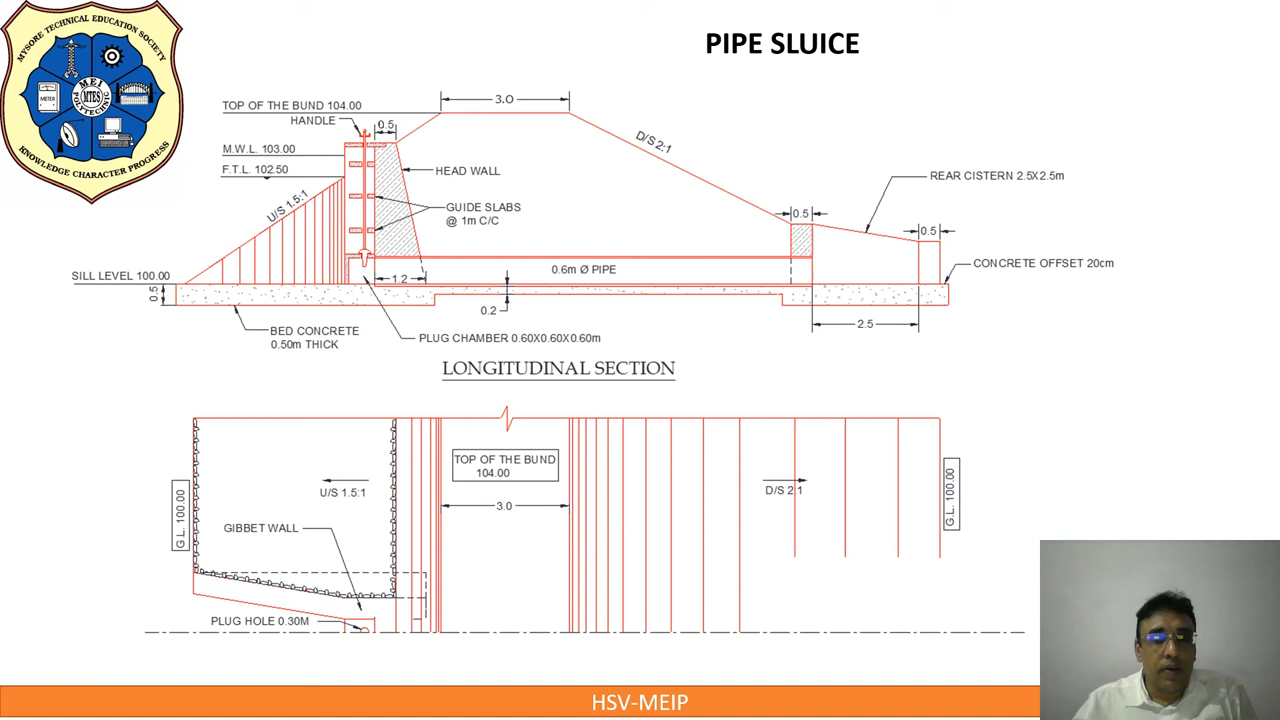 MYSORE TECHNICAL EDUCATION SOCIETY
MEI POLYTECHNIC
MTES
METER
KNOWLEDGE CHARACTER PROGRESS
PIPE SLUICE
TOP OF THE BUND 104.00
HANDLE
0.5
3.0
M.W.L. 103.00
F.T.L. 102.50
U/S 1.5:1
HEAD WALL
GUIDE SLABS
@ 1m C/C
D/S 2:1
REAR CISTERN 2.5X2.5m
0.5
0.5
CONCRETE OFFSET 20cm
SILL LEVEL 100.00
0.5
1.2
0.6m Ø PIPE
0.2
2.5
BED CONCRETE
0.50m THICK
PLUG CHAMBER 0.60X0.60X0.60m
LONGITUDINAL SECTION
TOP OF THE BUND
104.00
U/S 1.5:1
D/S 2:1
3.0
G.L. 100.00
G.L. 100.00
GIBBET WALL
PLUG HOLE 0.30M
HSV-MEIP